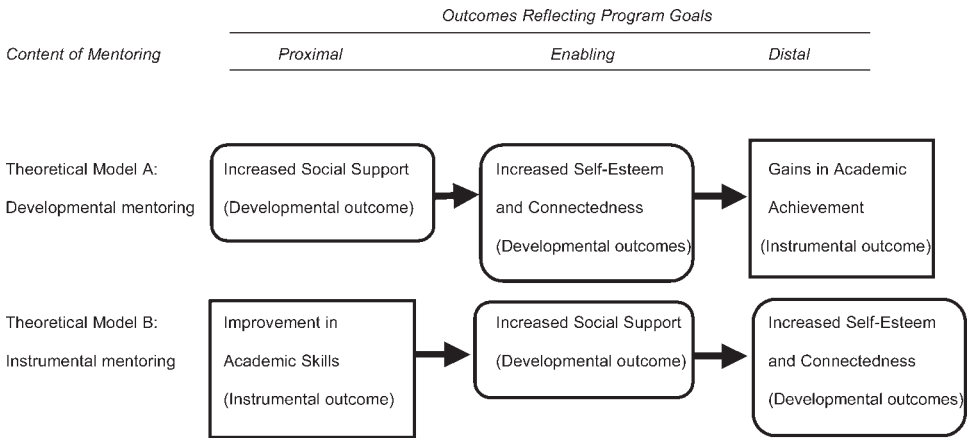 Outcomes Reflecting Program Goals
Content of Mentoring Proximal Enabling Distal
Theoretical Model A:
Developmental mentoring
Increased Social Support
(Developmental outcome)
Increased Self-Esteem
and Connectedness
(Developmental outcomes)
Gains in Academic
Achievement
(Instrumental outcome)
Theoretical Model B:
Instrumental mentoring
Improvement in
Academic Skills
(Instrumental outcome)
Increased Social Support
(Developmental outcome)
Increased Self-Esteem
and Connectedness
(Developmental outcomes)